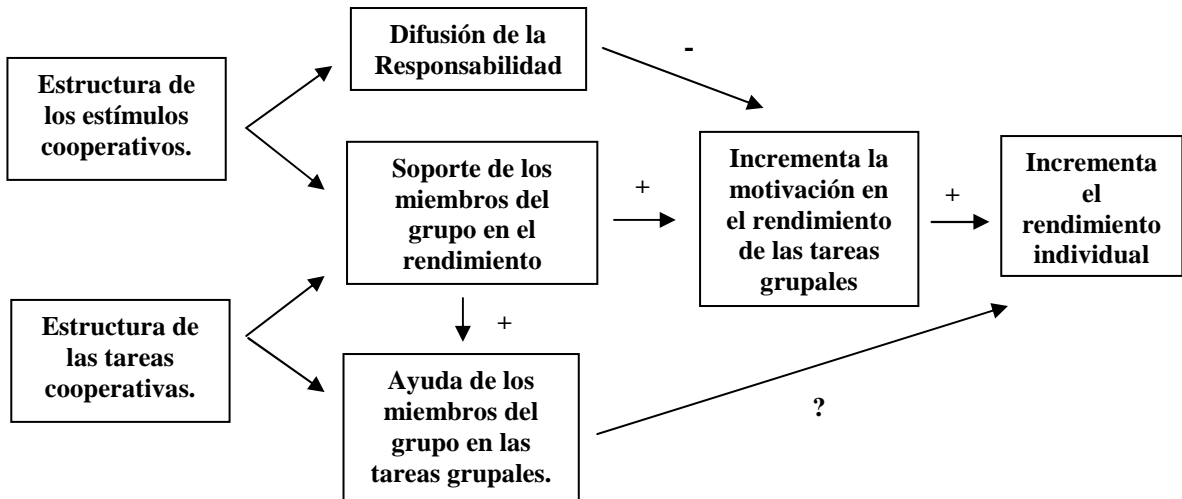 Difusión de la
Responsabilidad
-
Estructura de
los estímulos
cooperativos.
Soporte de los
miembros del
grupo en el
rendimiento
+
Incrementa la
motivación en
el rendimiento
de las tareas
grupales
+
Incrementa
el
rendimiento
individual
Estructura de
las tareas
cooperativas.
+
Ayuda de los
miembros del
grupo en las
tareas grupales.
?